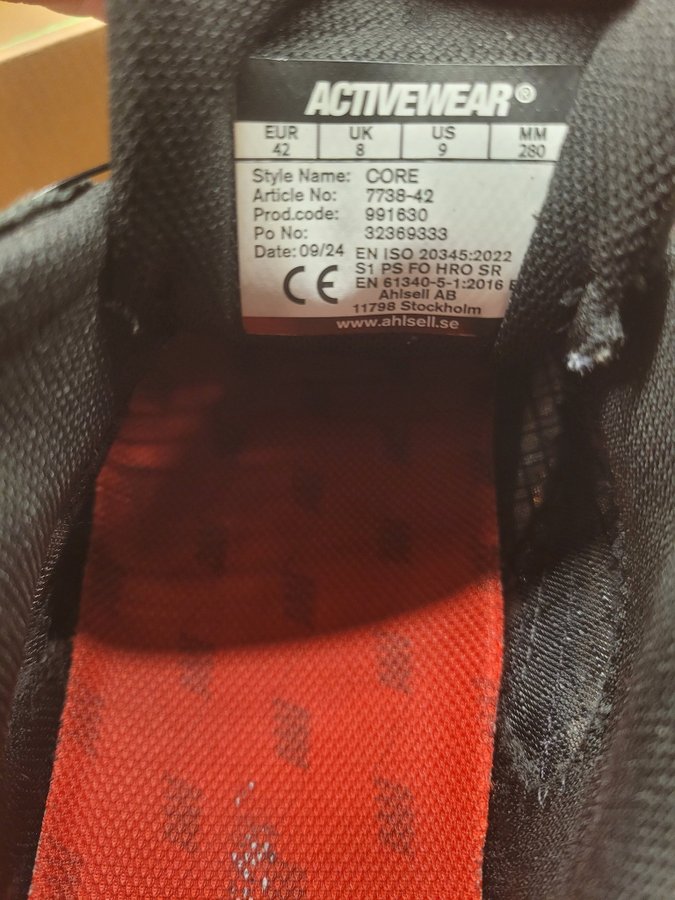 ACTIVEWEAR®
EUR UK US MM
42 8 9 280
Style Name: CORE
Article No: 7738-42
Prod.code: 991630
Po No: 32369333
Date: 09/24 EN ISO 20345:2022
S1 PS FO HRO SR
EN 61340-5-1:2016
Ahlsell AB
11798 Stockholm
CE
www.ahlsell.se